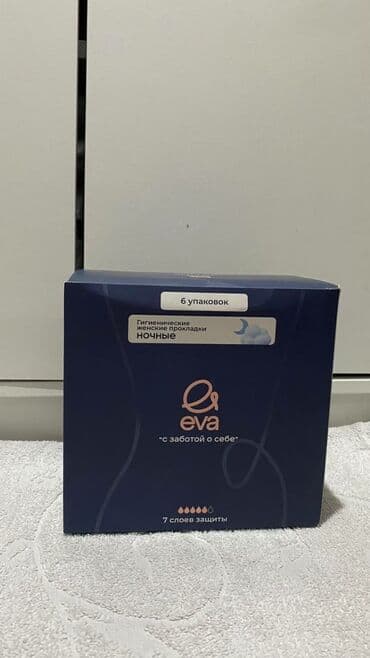 6 упаковок
Гигиенические
женские прокладки
ночные
eva
"с заботой о себе"
7 слоев защиты